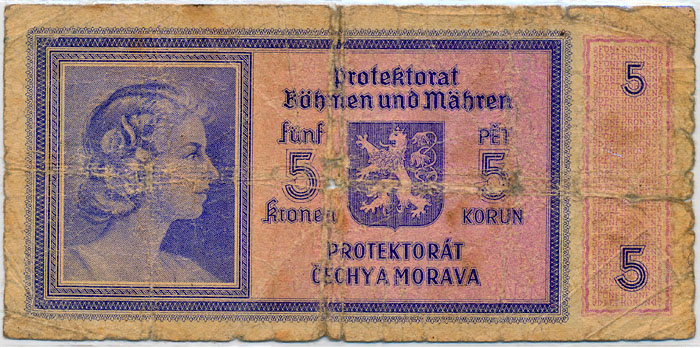 Protektorat
Böhmen und Mähren
fünf PĚT
5 5
Kronen KORUN
PROTEKTORÁT
ČECHY A MORAVA
5
5